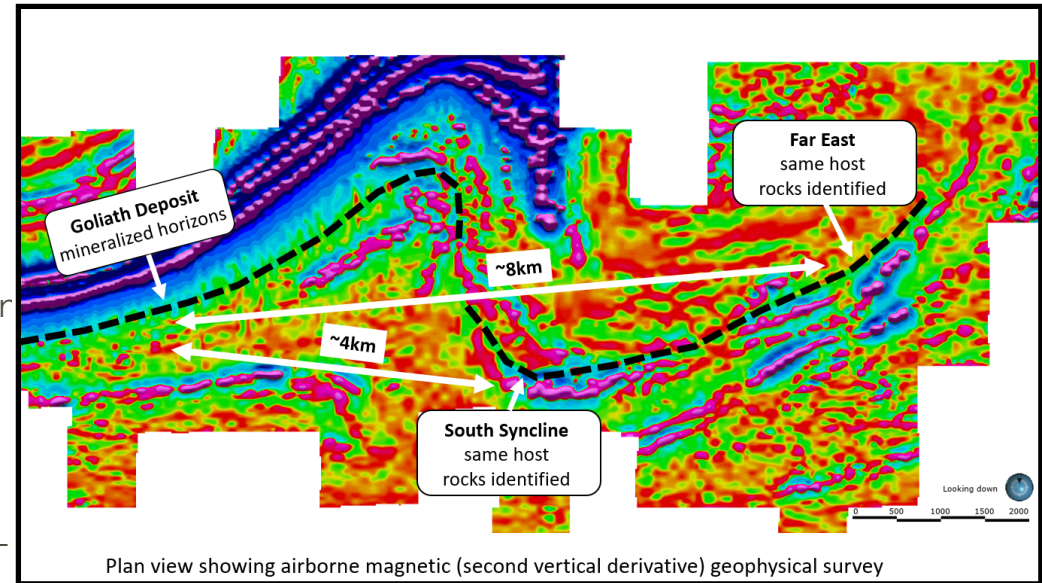 Goliath Deposit
mineralized horizons
Far East
same host
rocks identified
~8km
~4km
South Syncline
same host
rocks identified
Looking down
0 500 1000 1500 2000
Plan view showing airborne magnetic (second vertical derivative) geophysical survey